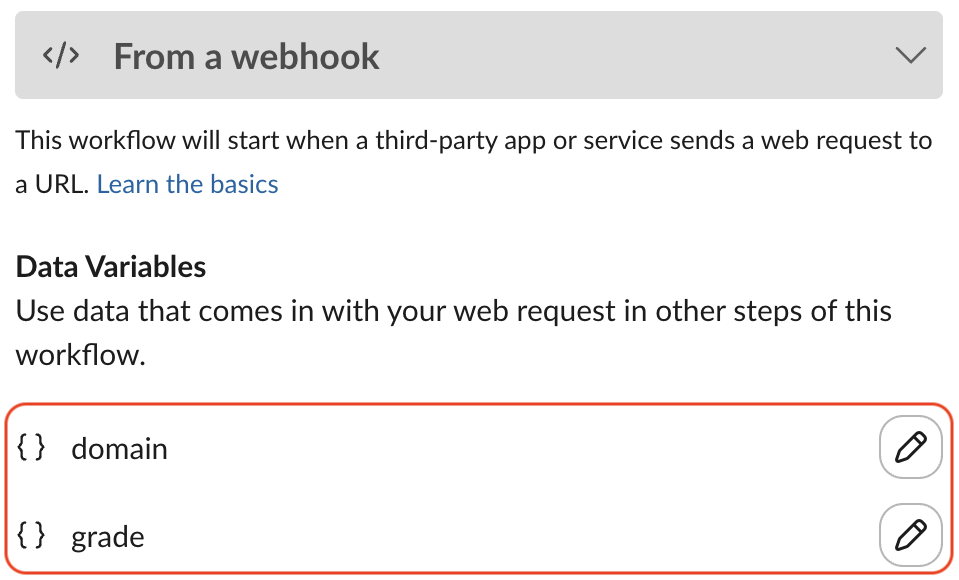 </> From a webhook
This workflow will start when a third-party app or service sends a web request to
a URL. Learn the basics
Data Variables
Use data that comes in with your web request in other steps of this
workflow.
{} domain
{} grade